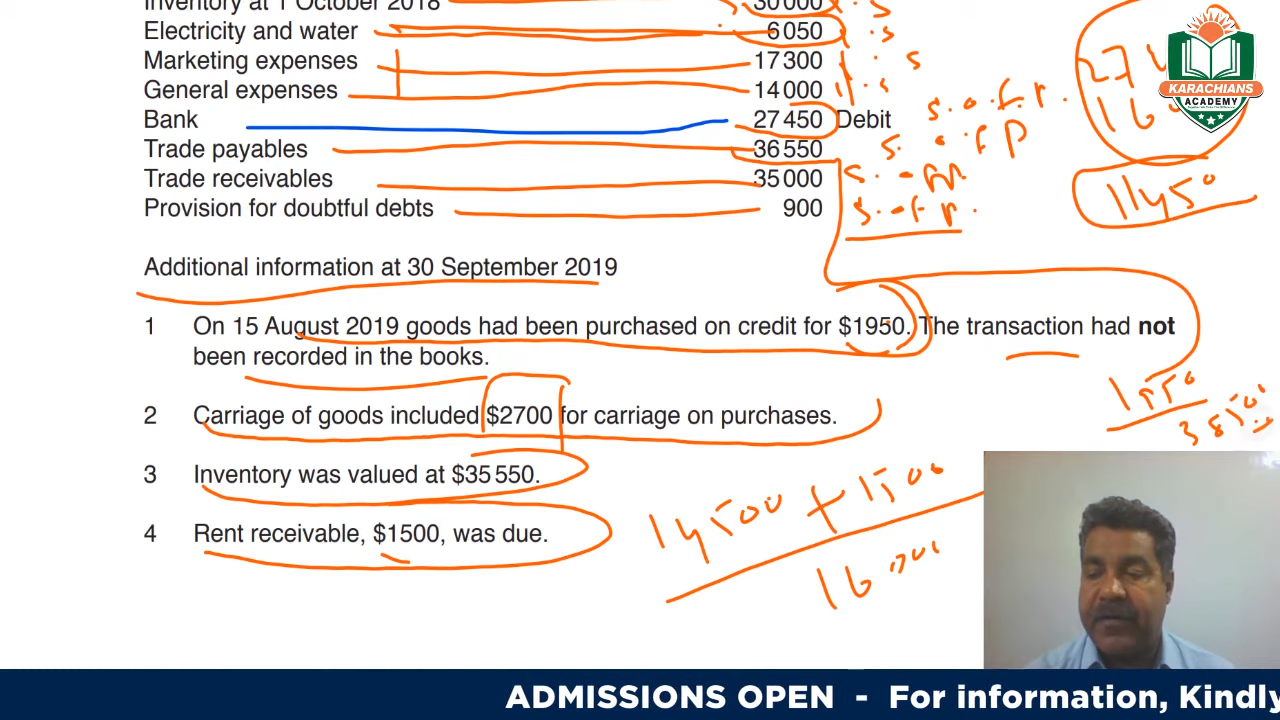 Inventory at 1 October 2018 30 000 I.S
Electricity and water 6 050 I.S
Marketing expenses 17 300 I.S
General expenses 14 000 I.S
Bank 27 450 Debit s.o.f.p.
Trade payables 36 550 s.o.f.p
Trade receivables 35 000
Provision for doubtful debts 900 s.o.f.p.
11450
KARACHIANS
ACADEMY
Additional information at 30 September 2019
1 On 15 August 2019 goods had been purchased on credit for $1950. The transaction had not
been recorded in the books.
1950
38500
2 Carriage of goods included $2700 for carriage on purchases.
3 Inventory was valued at $35 550.
14500 + 1500
4 Rent receivable, $1500, was due.
16000
ADMISSIONS OPEN - For information, Kindly